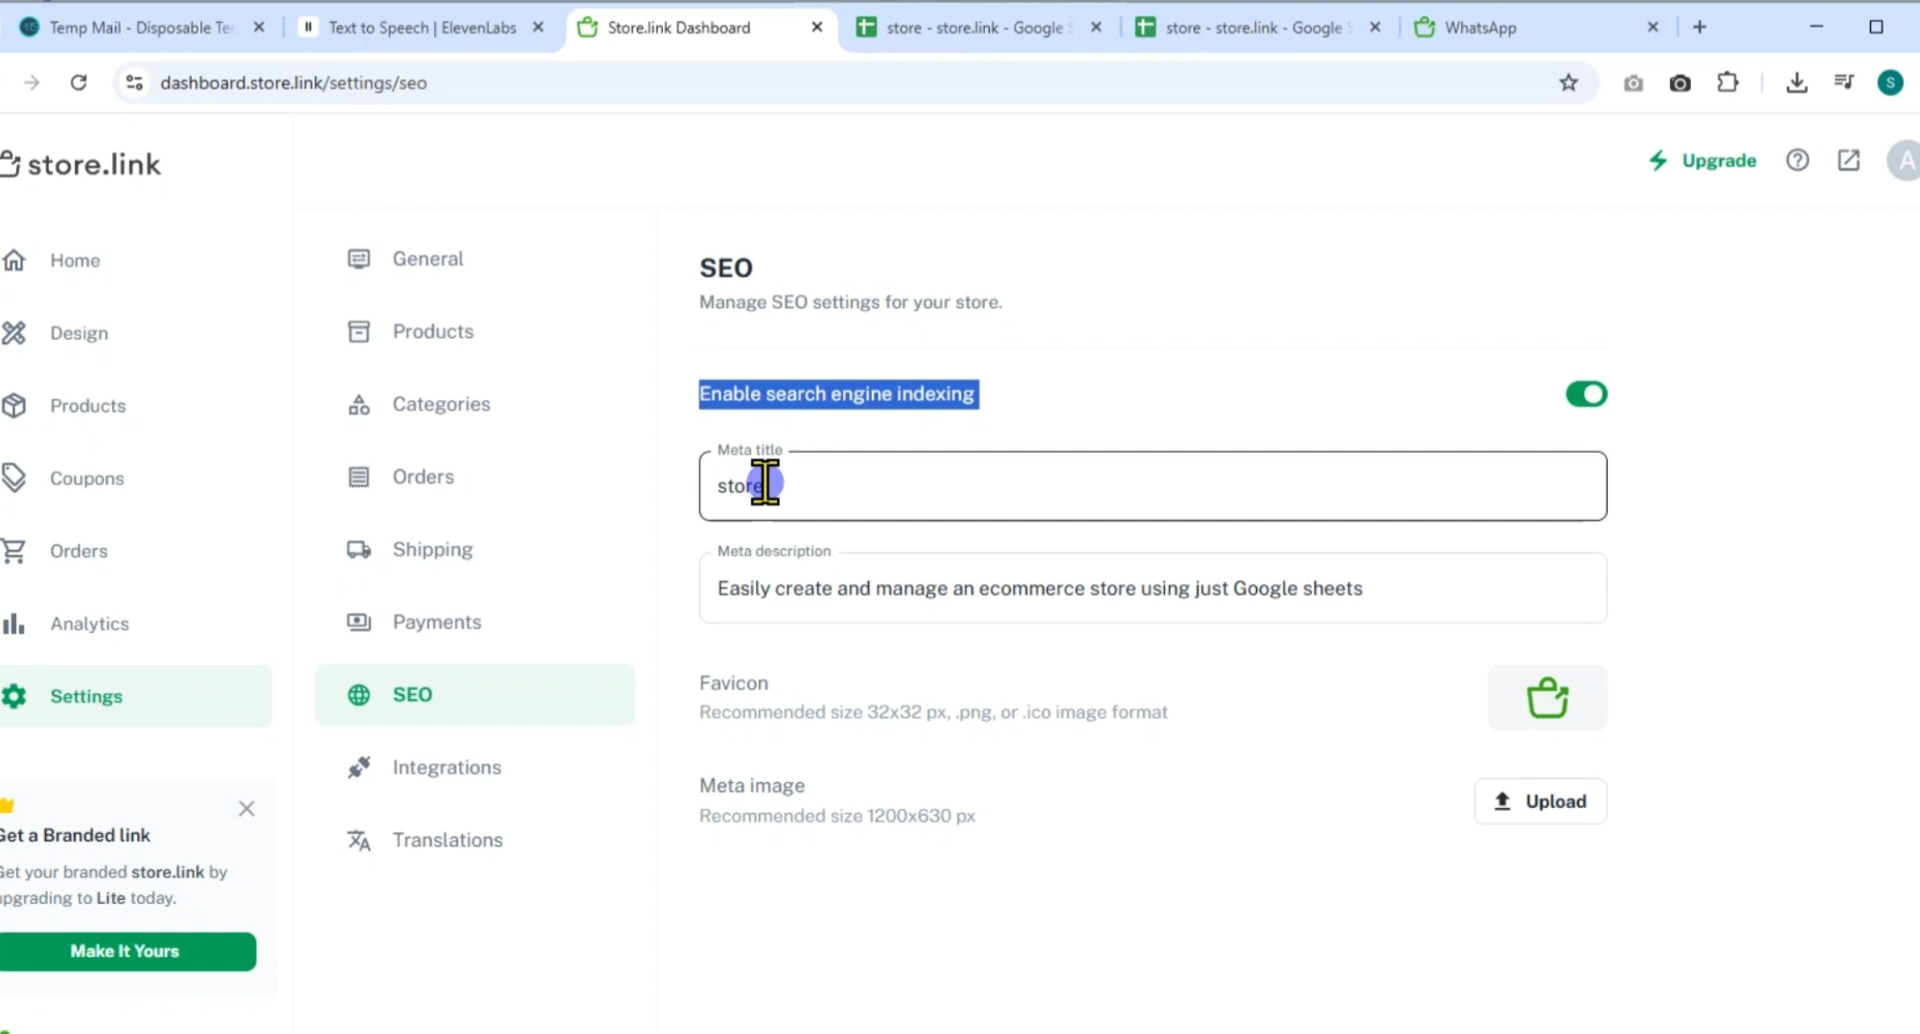 Temp Mail - Disposable Te
Text to Speech | ElevenLabs
Store.link Dashboard
store - store.link - Google S
store - store.link - Google S
WhatsApp
dashboard.store.link/settings/seo
S
store.link
Upgrade
A
Home
Design
Products
Coupons
Orders
Analytics
Settings
Get a Branded link
Get your branded store.link by
upgrading to Lite today.
Make It Yours
General
Products
Categories
Orders
Shipping
Payments
SEO
Integrations
Translations
SEO
Manage SEO settings for your store.
Enable search engine indexing
Meta title
store
Meta description
Easily create and manage an ecommerce store using just Google sheets
Favicon
Recommended size 32x32 px, .png, or .ico image format
Meta image
Recommended size 1200x630 px
Upload